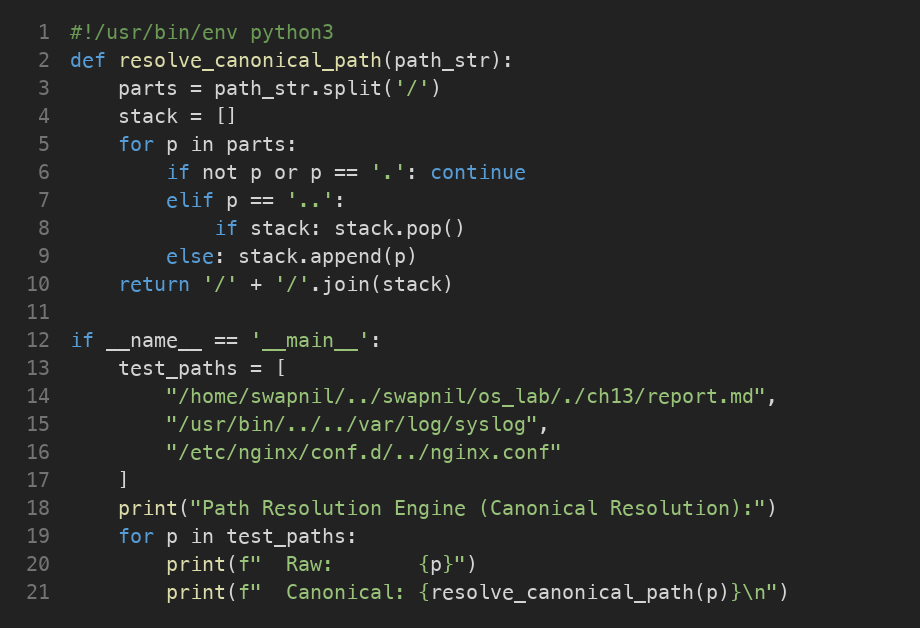 1 #!/usr/bin/env python3
2 def resolve_canonical_path(path_str):
3     parts = path_str.split('/')
4     stack = []
5     for p in parts:
6         if not p or p == '.': continue
7         elif p == '..':
8             if stack: stack.pop()
9         else: stack.append(p)
10     return '/' + '/'.join(stack)
11
12 if __name__ == '__main__':
13     test_paths = [
14         "/home/swapnil/../swapnil/os_lab/./ch13/report.md",
15         "/usr/bin/../../var/log/syslog",
16         "/etc/nginx/conf.d/../nginx.conf"
17     ]
18     print("Path Resolution Engine (Canonical Resolution):")
19     for p in test_paths:
20         print(f"  Raw:       {p}")
21         print(f"  Canonical: {resolve_canonical_path(p)}\n")